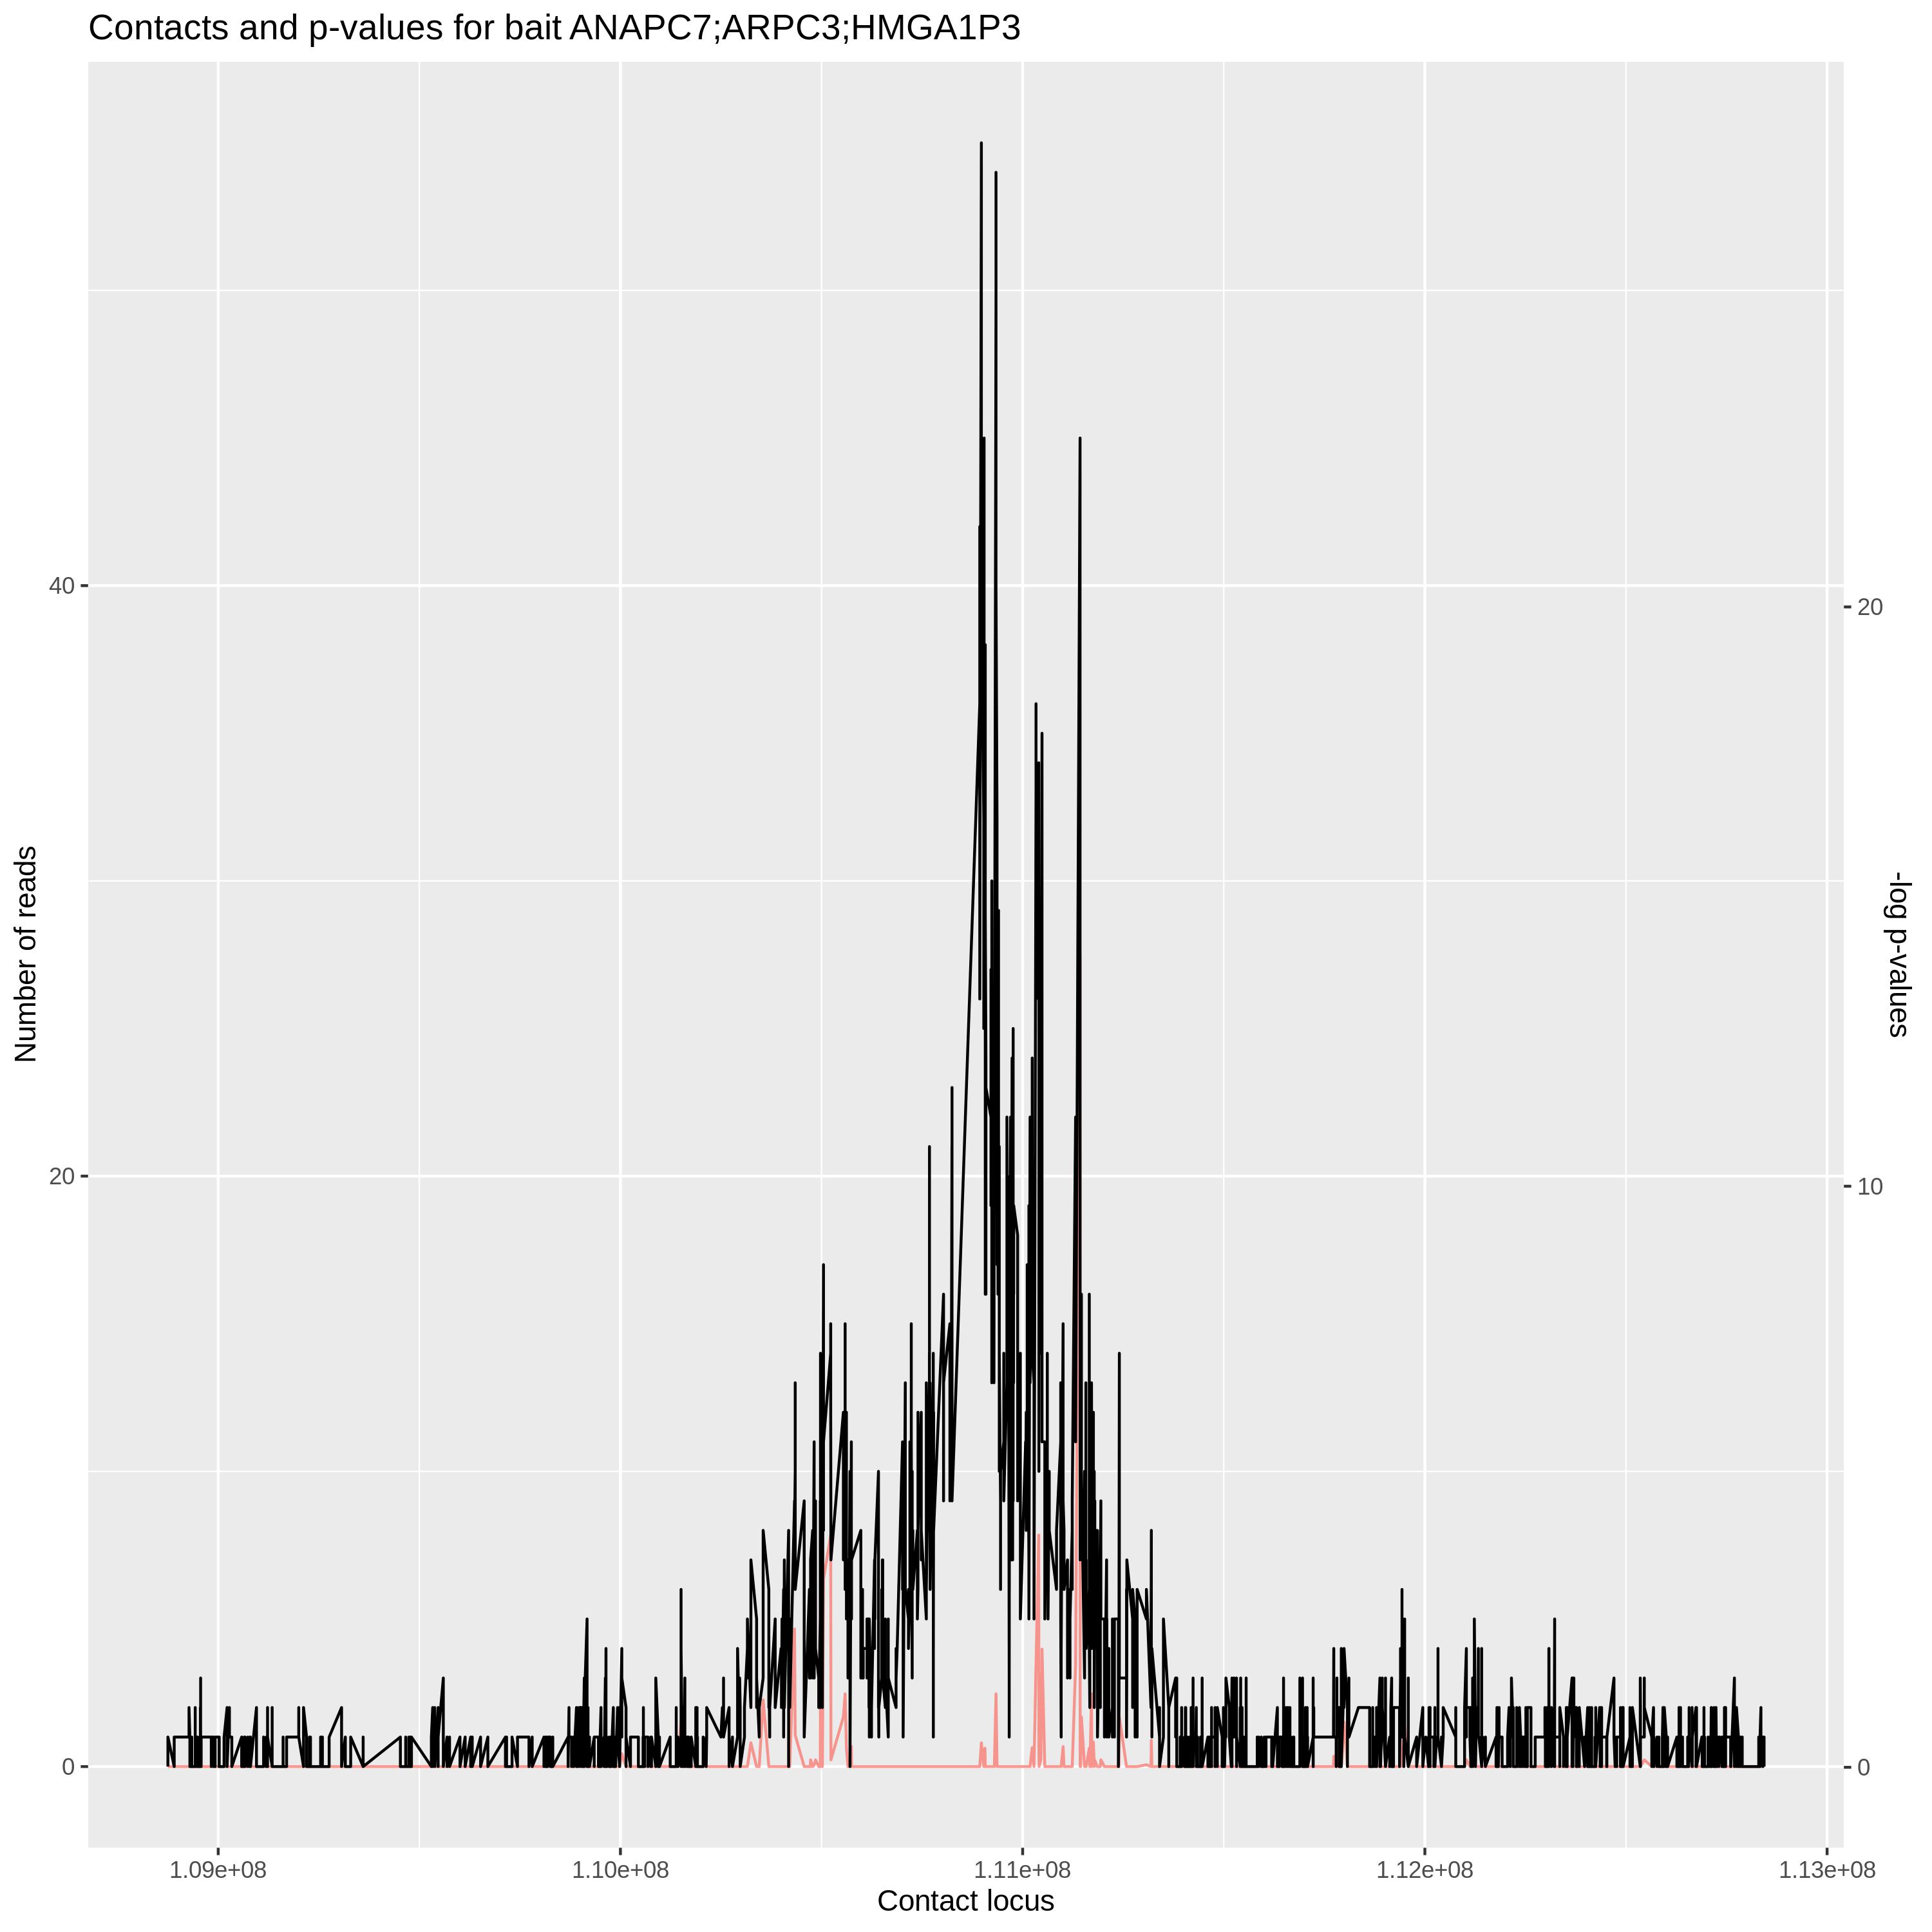 Contacts and p-values for bait ANAPC7;ARPC3;HMGA1P3
Number of reads
40
20
0
-log p-values
20
10
0
1.09e+08
1.10e+08
1.11e+08
1.12e+08
1.13e+08
Contact locus